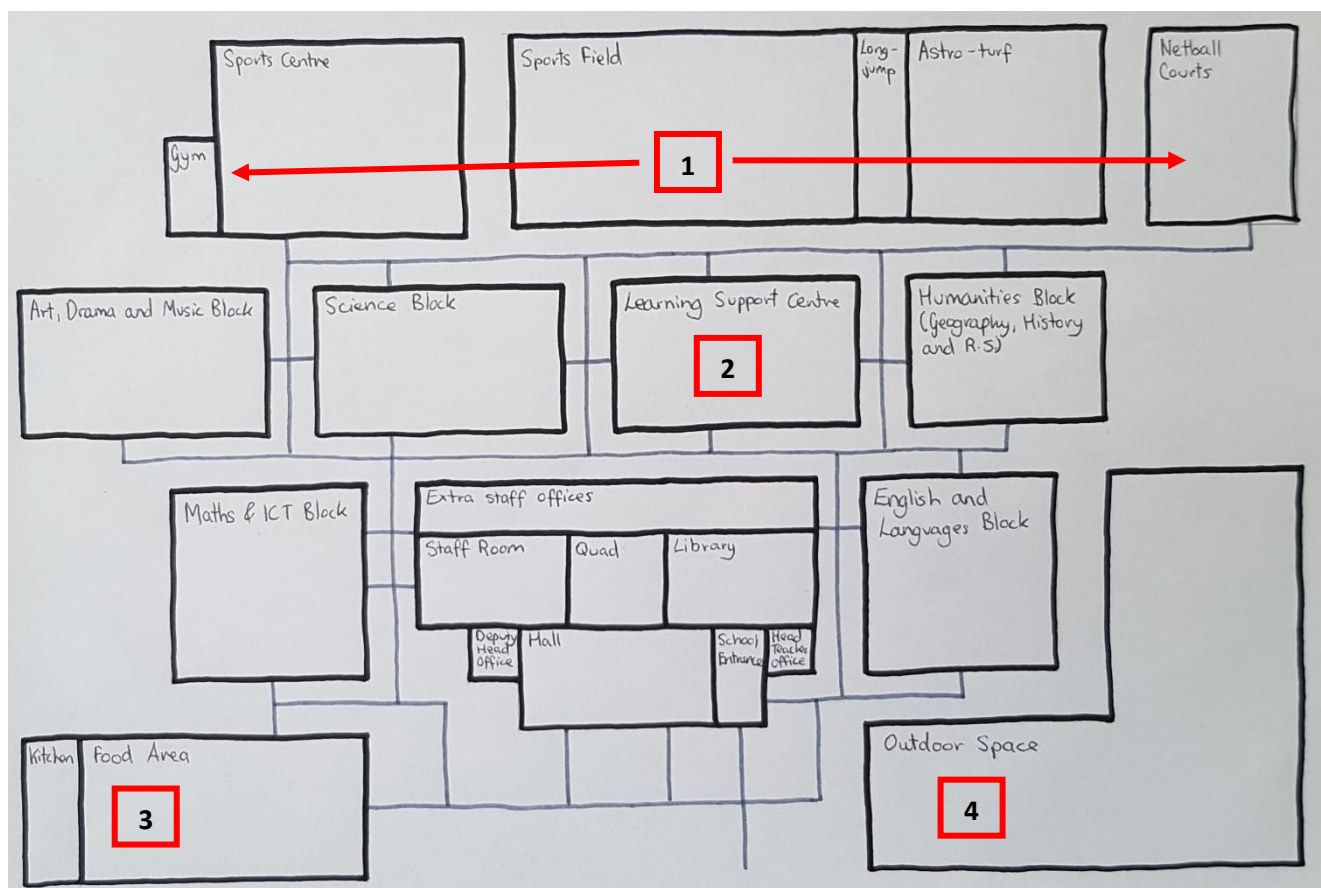 Sports Centre
Sports Field
Long-
jump
Astro-turf
Netball
Courts
Gym
1
Art, Drama and Music Block
Science Block
Learning Support Centre
Humanities Block
(Geography, History
and R.S)
2
Maths & ICT Block
Extra staff offices
English and
Languages Block
Staff Room
Quad
Library
Deputy
Head
Office
Hall
School
Entrance
Head
Teacher
Office
Kitchen
Food Area
Outdoor Space
3
4